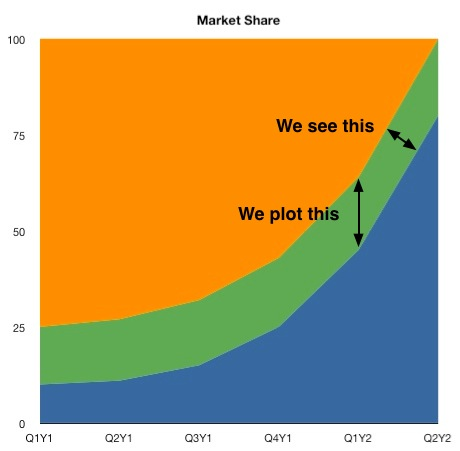 Market Share
100
75
50
25
0
We see this
We plot this
Q1Y1 Q2Y1 Q3Y1 Q4Y1 Q1Y2 Q2Y2